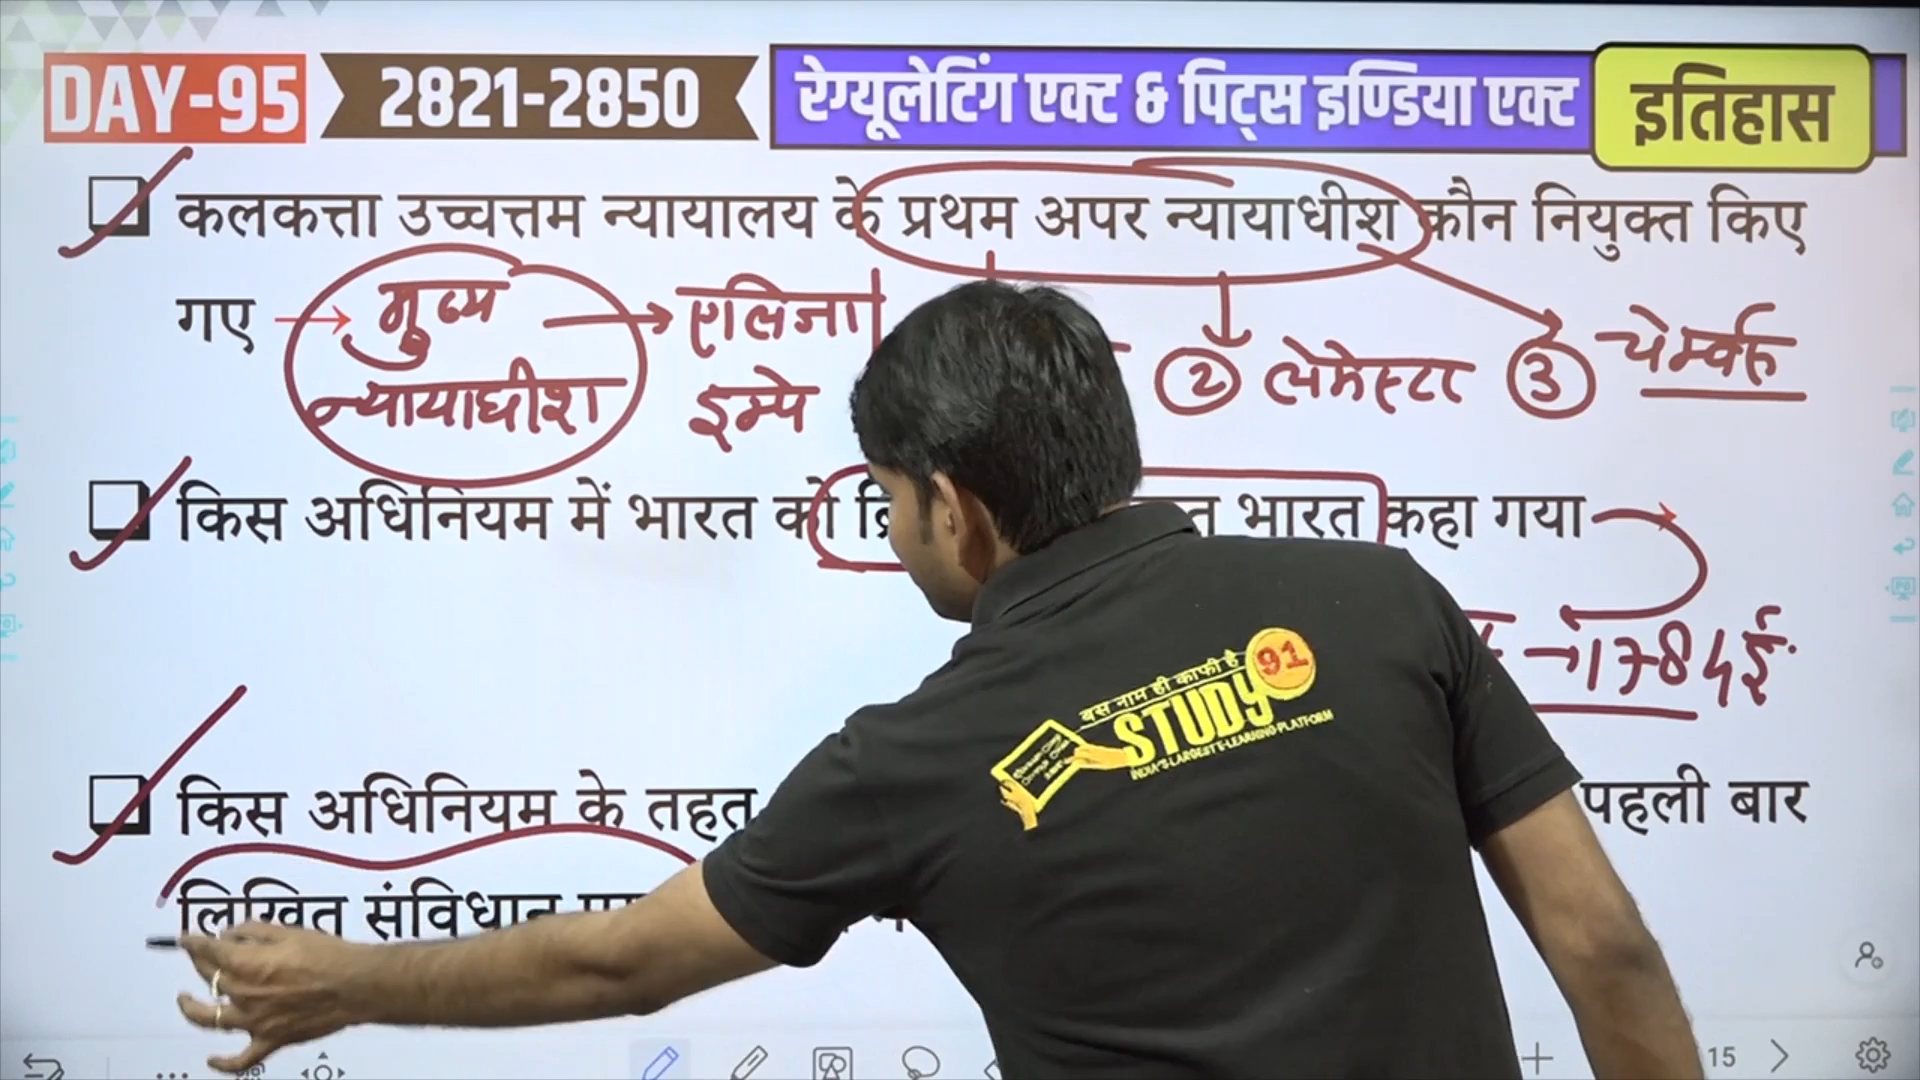 DAY-95 2821-2850 रेग्यूलेटिंग एक्ट & पिट्स इण्डिया एक्ट इतिहास
कलकत्ता उच्चत्तम न्यायालय के प्रथम अपर न्यायाधीश कौन नियुक्त किए
गए → मुख्य न्यायाधीश → एलिजा इम्पे ② लेमेस्टर ③ चेम्बर्स
किस अधिनियम में भारत को त भारत कहा गया
→ 1784ई.
किस अधिनियम के तहत पहली बार
लिखित संविधान
बस नाम ही काफी है
STUDY 91
INDIA'S LARGEST E-LEARNING PLATFORM
15